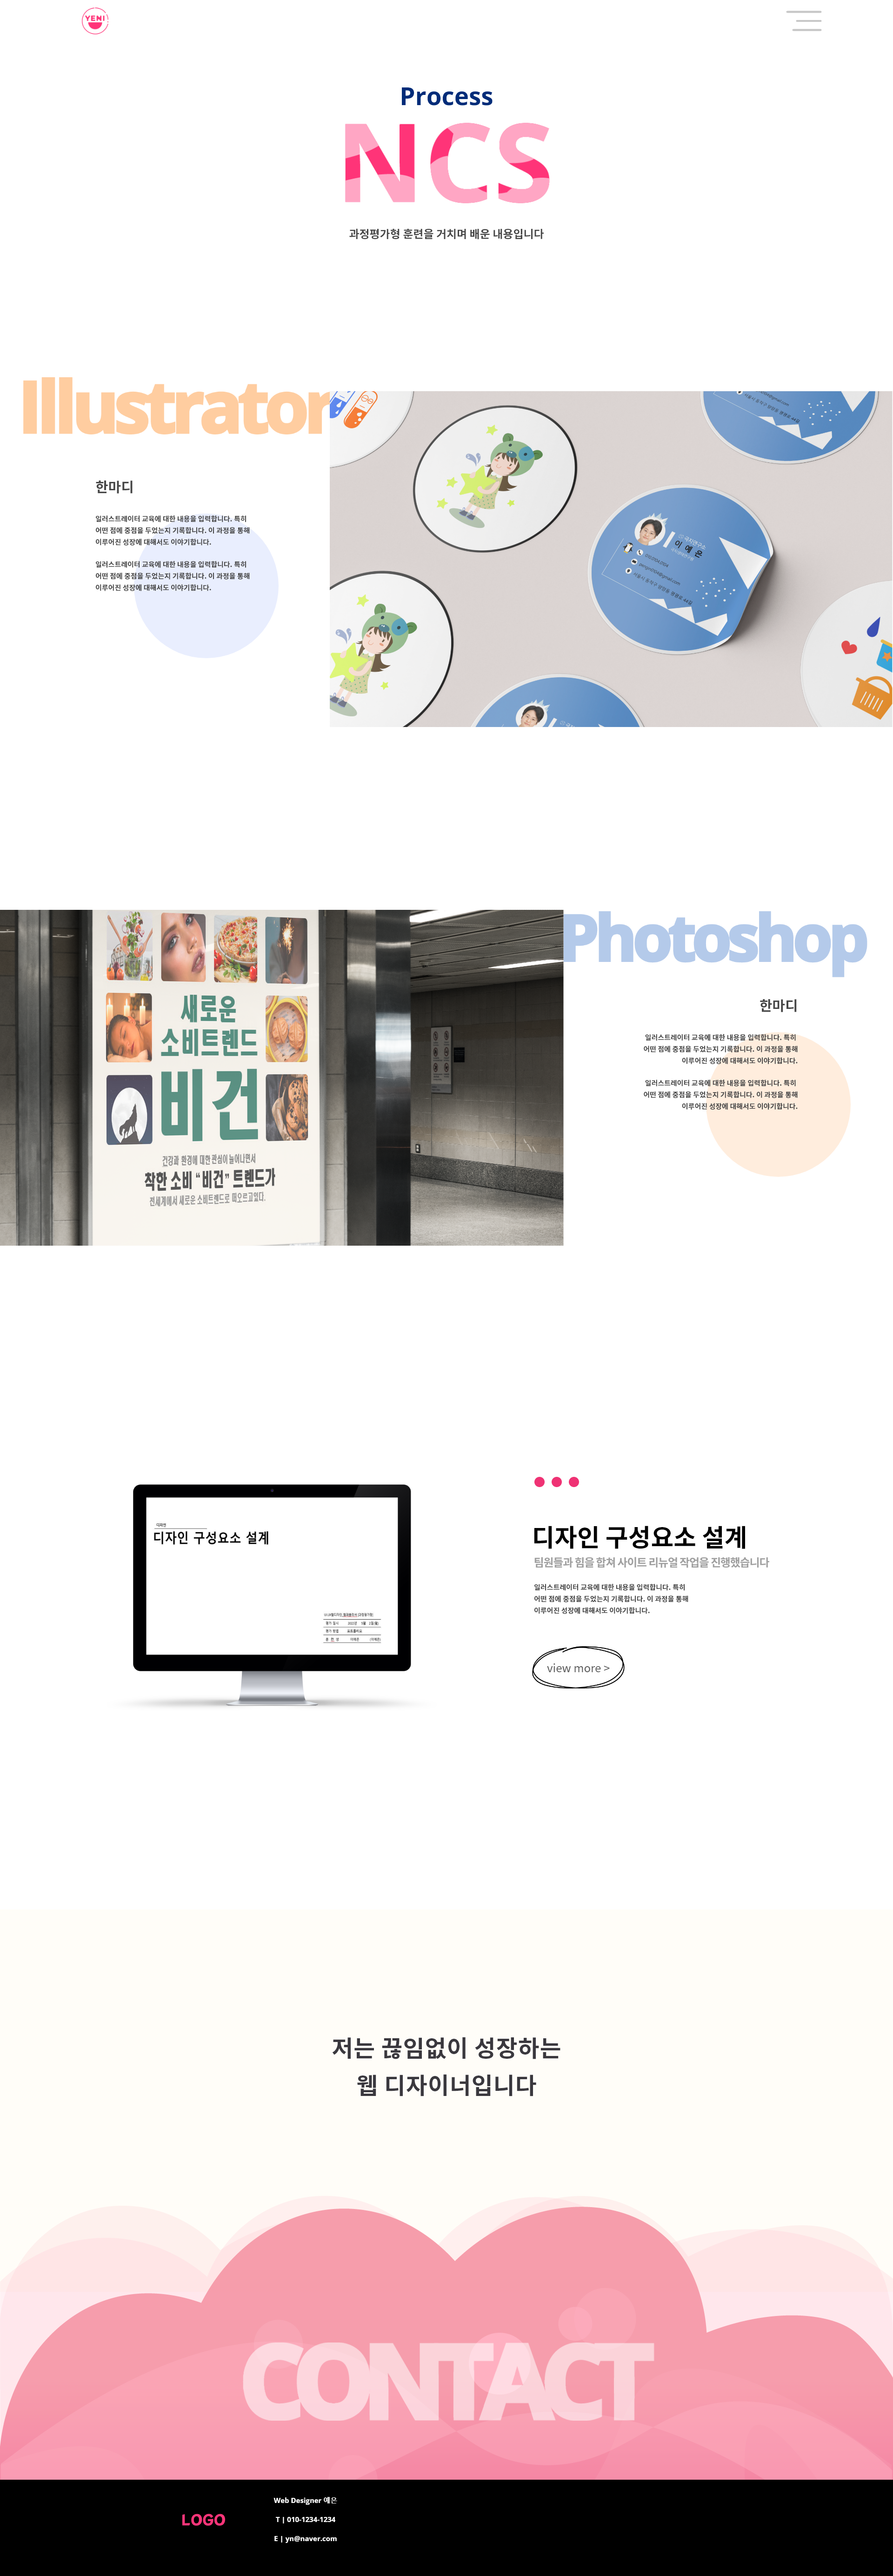 YENI
Process
NCS
과정평가형 훈련을 거치며 배운 내용입니다
Illustrator
한마디
일러스트레이터 교육에 대한 내용을 입력합니다. 특히
어떤 점에 중점을 두었는지 기록합니다. 이 과정을 통해
이루어진 성장에 대해서도 이야기합니다.
일러스트레이터 교육에 대한 내용을 입력합니다. 특히
어떤 점에 중점을 두었는지 기록합니다. 이 과정을 통해
이루어진 성장에 대해서도 이야기합니다.
이예은
Photoshop
한마디
일러스트레이터 교육에 대한 내용을 입력합니다. 특히
어떤 점에 중점을 두었는지 기록합니다. 이 과정을 통해
이루어진 성장에 대해서도 이야기합니다.
일러스트레이터 교육에 대한 내용을 입력합니다. 특히
어떤 점에 중점을 두었는지 기록합니다. 이 과정을 통해
이루어진 성장에 대해서도 이야기합니다.
새로운
소비트렌드
비건
건강과 환경에 대한 관심이 늘어나면서
착한 소비 “비건” 트렌드가
전세계에서 새로운 소비트렌드로 떠오르고있다.
디자인 구성요소 설계
디자인 구성요소 설계
팀원들과 힘을 합쳐 사이트 리뉴얼 작업을 진행했습니다
일러스트레이터 교육에 대한 내용을 입력합니다. 특히
어떤 점에 중점을 두었는지 기록합니다. 이 과정을 통해
이루어진 성장에 대해서도 이야기합니다.
view more >
저는 끊임없이 성장하는
웹 디자이너입니다
CONTACT
LOGO
Web Designer 예은
T | 010-1234-1234
E | yn@naver.com